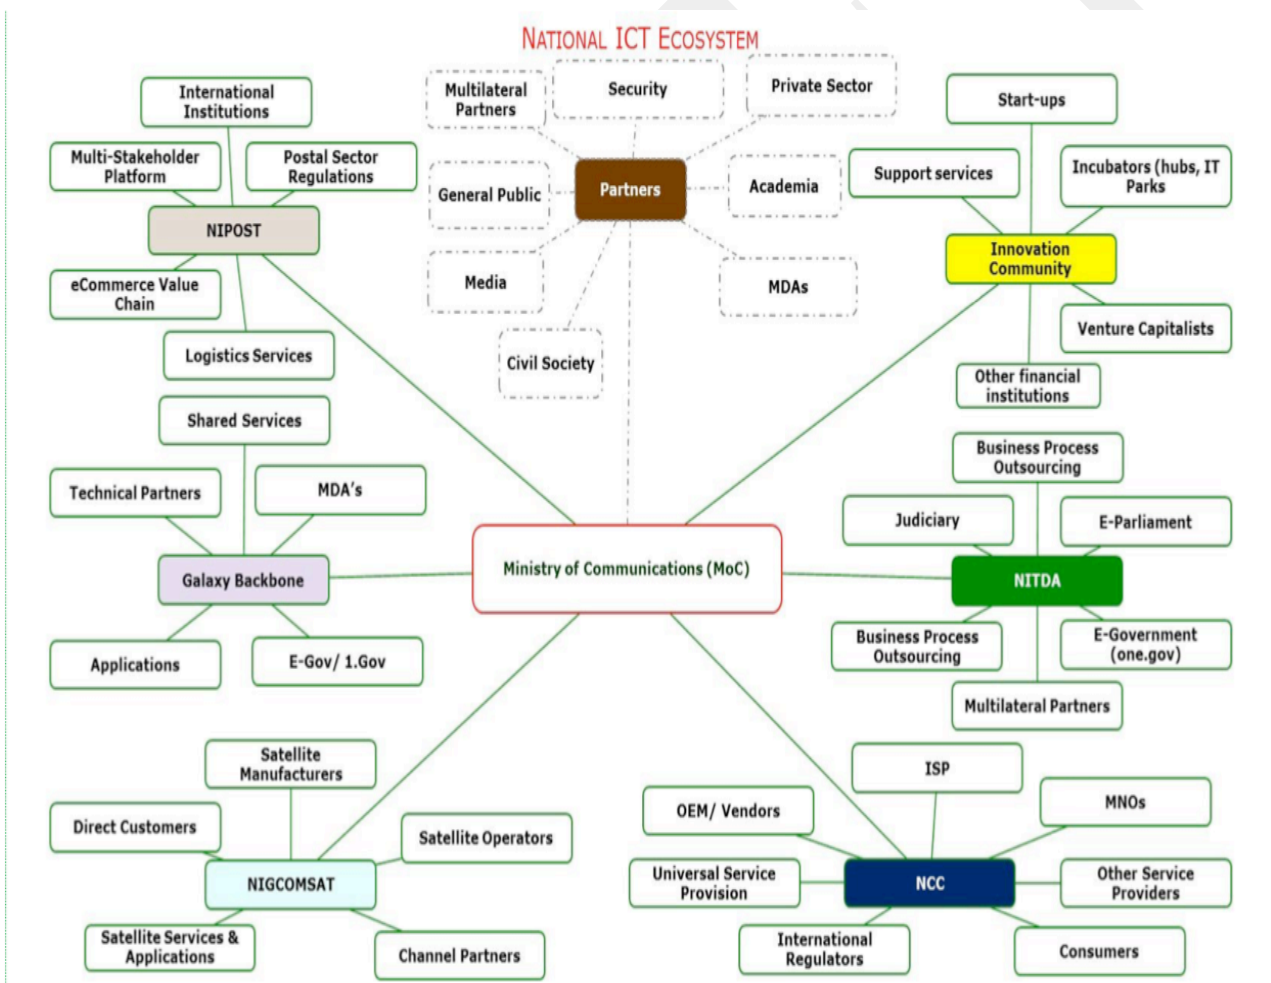 NATIONAL ICT ECOSYSTEM
International
Institutions
Multi-Stakeholder
Platform
Postal Sector
Regulations
NIPOST
eCommerce Value
Chain
Logistics Services
Multilateral
Partners
Security
Private Sector
General Public
Partners
Academia
Media
MDAs
Civil Society
Start-ups
Support services
Incubators (hubs, IT
Parks
Innovation
Community
Venture Capitalists
Other financial
institutions
Shared Services
Technical Partners
MDA's
Galaxy Backbone
Applications
E-Gov/ 1.Gov
Ministry of Communications (MoC)
Business Process
Outsourcing
Judiciary
E-Parliament
NITDA
Business Process
Outsourcing
E-Government
(one.gov)
Multilateral Partners
Satellite
Manufacturers
Direct Customers
Satellite Operators
NIGCOMSAT
Satellite Services &
Applications
Channel Partners
ISP
OEM/ Vendors
MNOs
Universal Service
Provision
NCC
Other Service
Providers
International
Regulators
Consumers